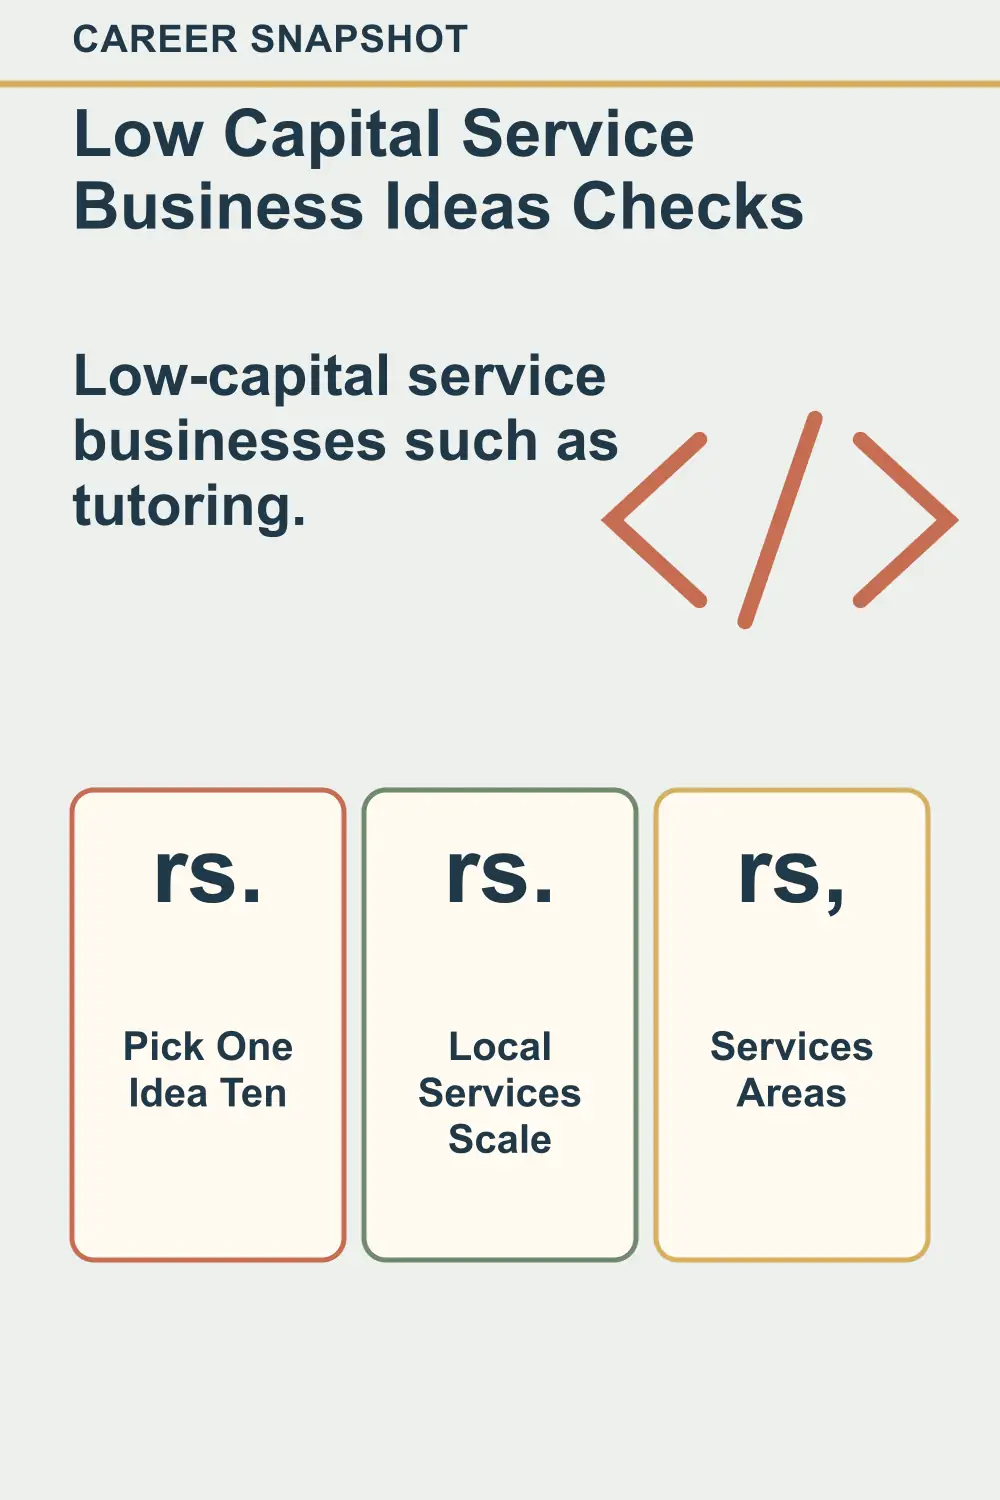 CAREER SNAPSHOT
Low Capital Service
Business Ideas Checks
Low-capital service
businesses such as
tutoring.
rs.
Pick One
Idea Ten
rs.
Local
Services
Scale
rs,
Services
Areas